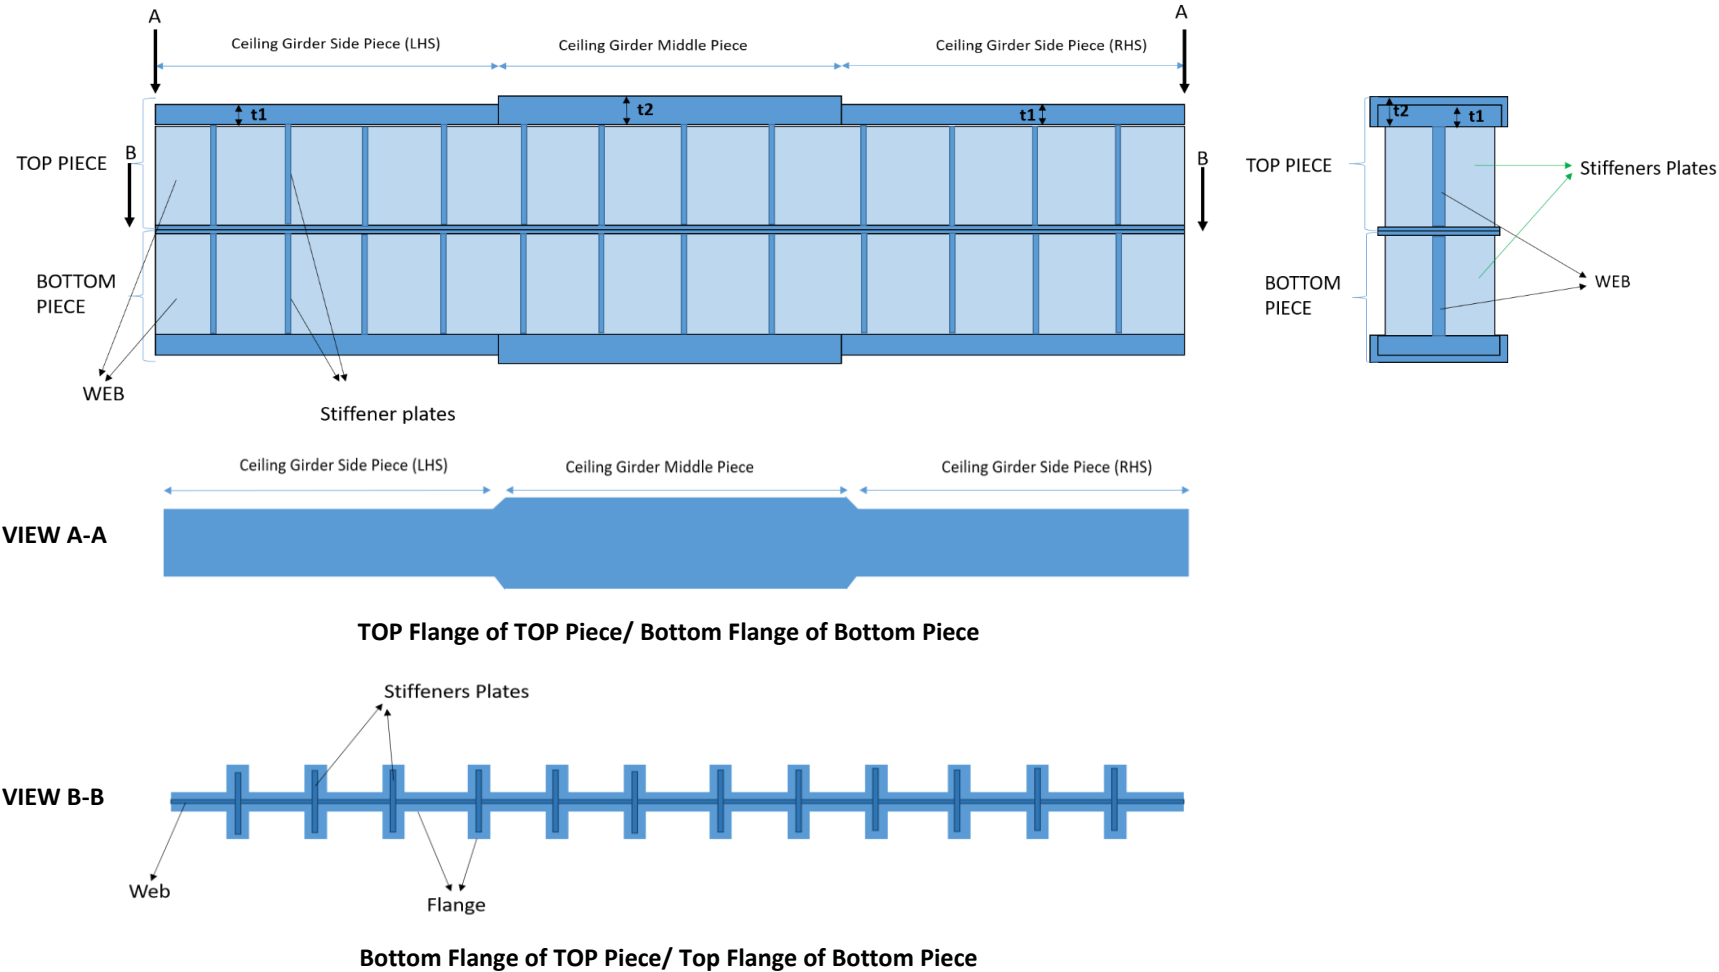 A
A
Ceiling Girder Side Piece (LHS)
Ceiling Girder Middle Piece
Ceiling Girder Side Piece (RHS)
t1
t2
t1
t2
t1
TOP PIECE
B
B
TOP PIECE
Stiffeners Plates
BOTTOM
PIECE
BOTTOM
PIECE
WEB
WEB
Stiffener plates
Ceiling Girder Side Piece (LHS)
Ceiling Girder Middle Piece
Ceiling Girder Side Piece (RHS)
VIEW A-A
TOP Flange of TOP Piece/ Bottom Flange of Bottom Piece
Stiffeners Plates
VIEW B-B
Web
Flange
Bottom Flange of TOP Piece/ Top Flange of Bottom Piece